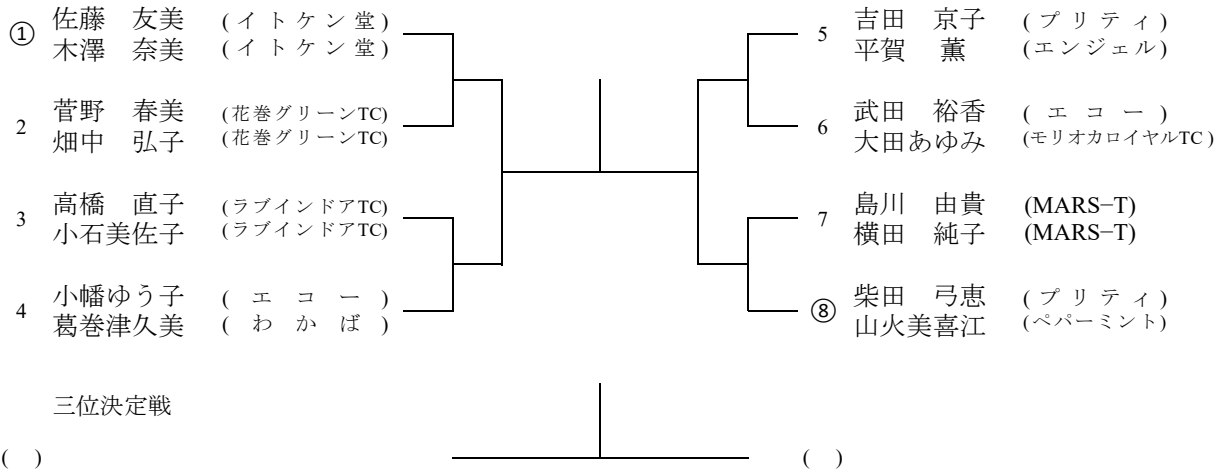 ① 佐藤　友美 (イトケン堂)
木澤　奈美 (イトケン堂)
2 菅野　春美 (花巻グリーンTC)
畑中　弘子 (花巻グリーンTC)
3 高橋　直子 (ラブインドアTC)
小石美佐子 (ラブインドアTC)
4 小幡ゆう子 (エコー)
葛巻津久美 (わかば)
5 吉田　京子 (プリティ)
平賀　薫 (エンジェル)
6 武田　裕香 (エコー)
大田あゆみ (モリオカロイヤルTC)
7 島川　由貴 (MARS−T)
横田　純子 (MARS−T)
⑧ 柴田　弓恵 (プリティ)
山火美喜江 (ペパーミント)
三位決定戦
(　) (　)